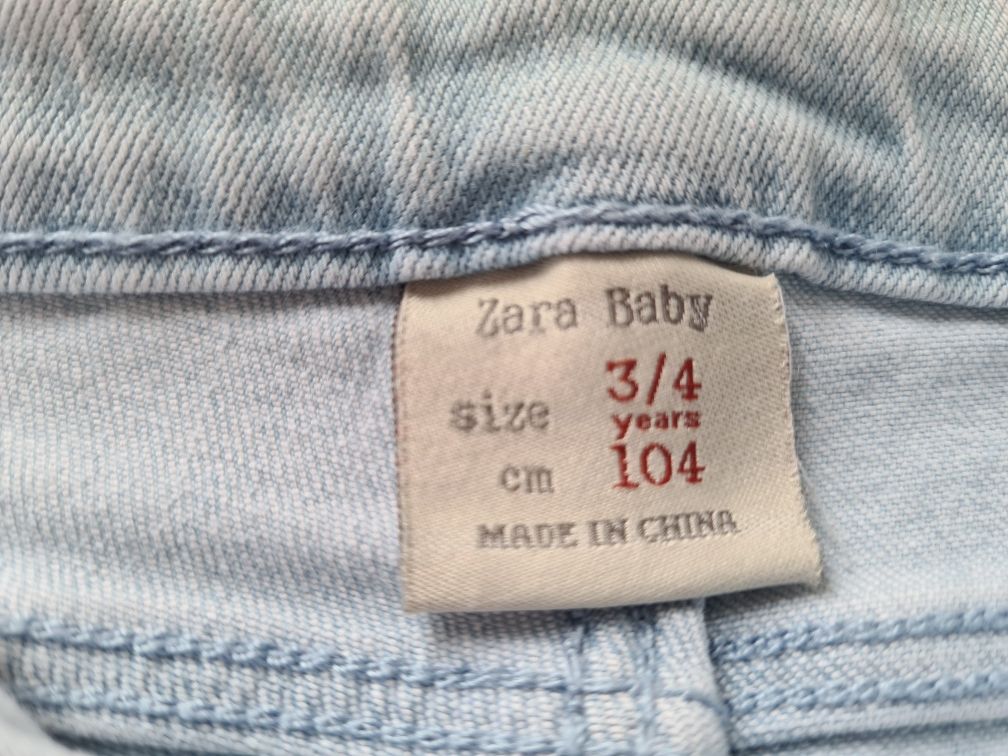 Zara Baby
size 3/4
years
cm 104
MADE IN CHINA